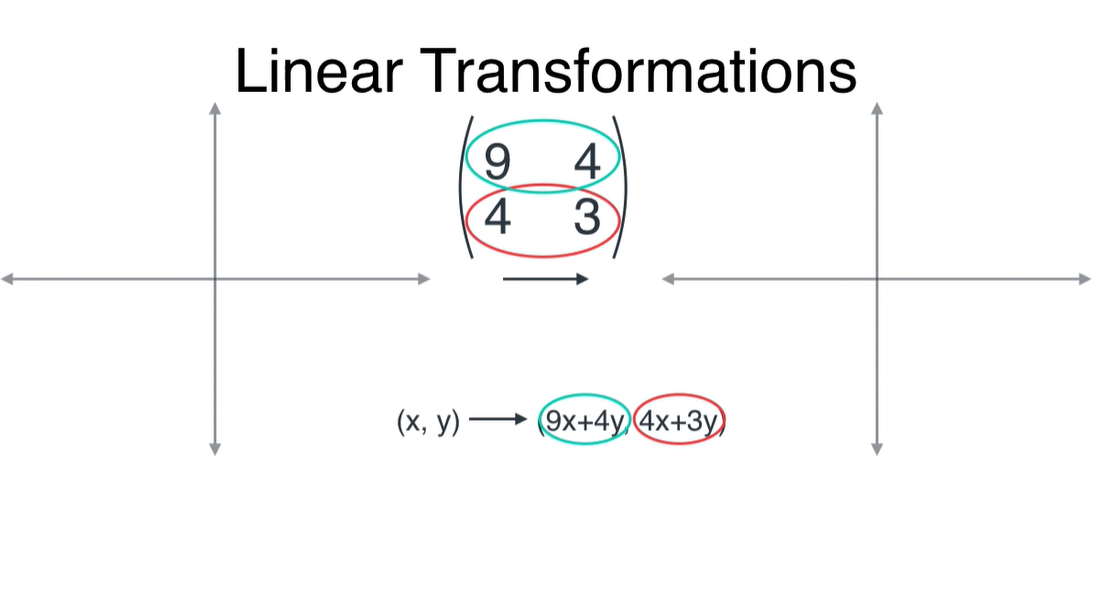 Linear Transformations
9 4
4 3
(x, y) (9x+4y, 4x+3y)